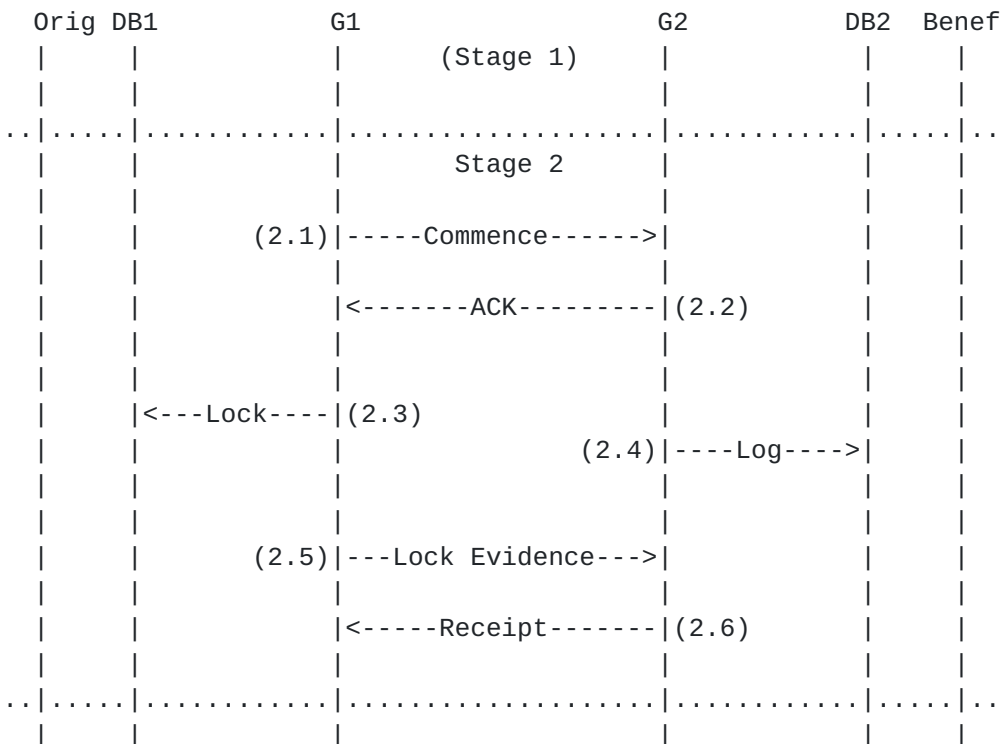 Orig DB1 G1 G2 DB2 Benef
(Stage 1)
Stage 2
(2.1) Commence
ACK (2.2)
Lock (2.3)
(2.4) Log
(2.5) Lock Evidence
Receipt (2.6)